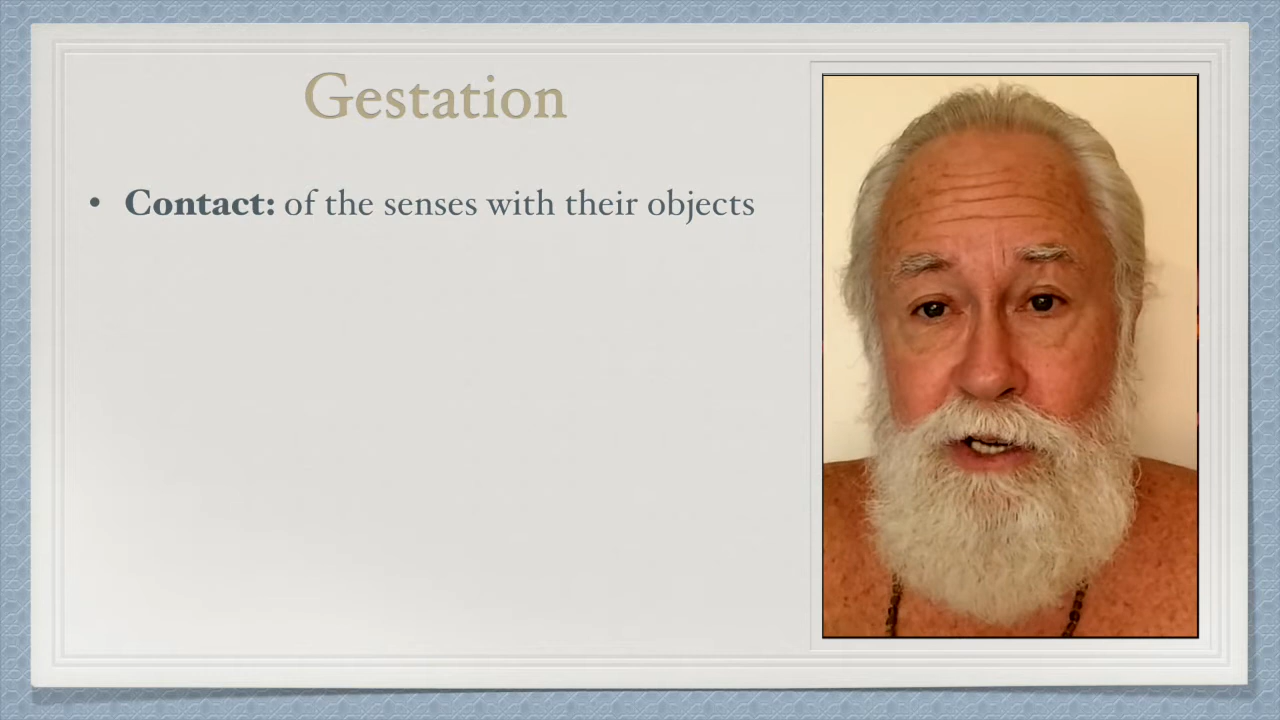 Gestation
• Contact: of the senses with their objects